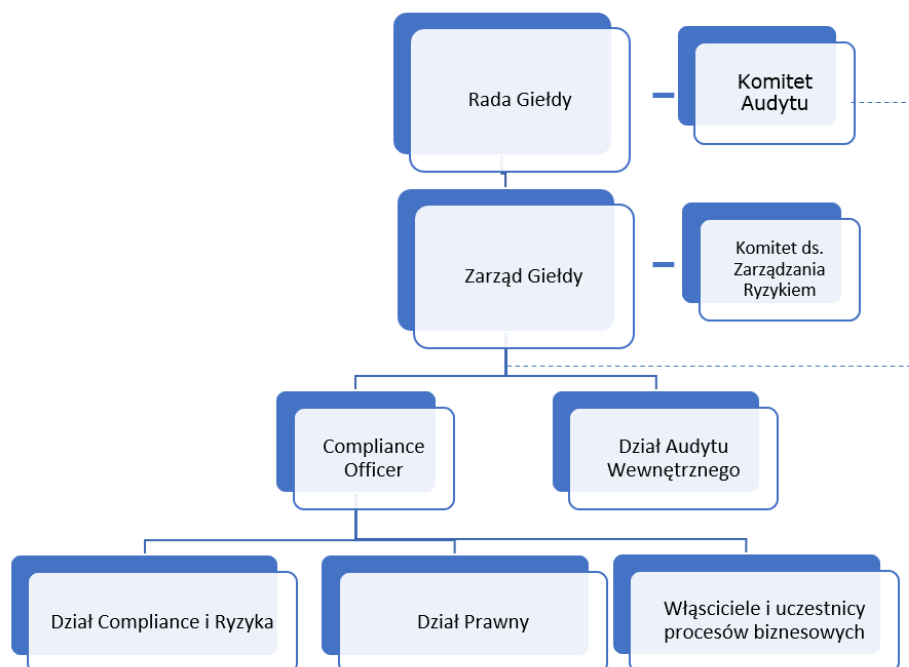 Rada Giełdy
Komitet
Audytu
Zarząd Giełdy
Komitet ds.
Zarządzania
Ryzykiem
Compliance
Officer
Dział Audytu
Wewnętrznego
Dział Compliance i Ryzyka
Dział Prawny
Włąsciciele i uczestnicy
procesów biznesowych